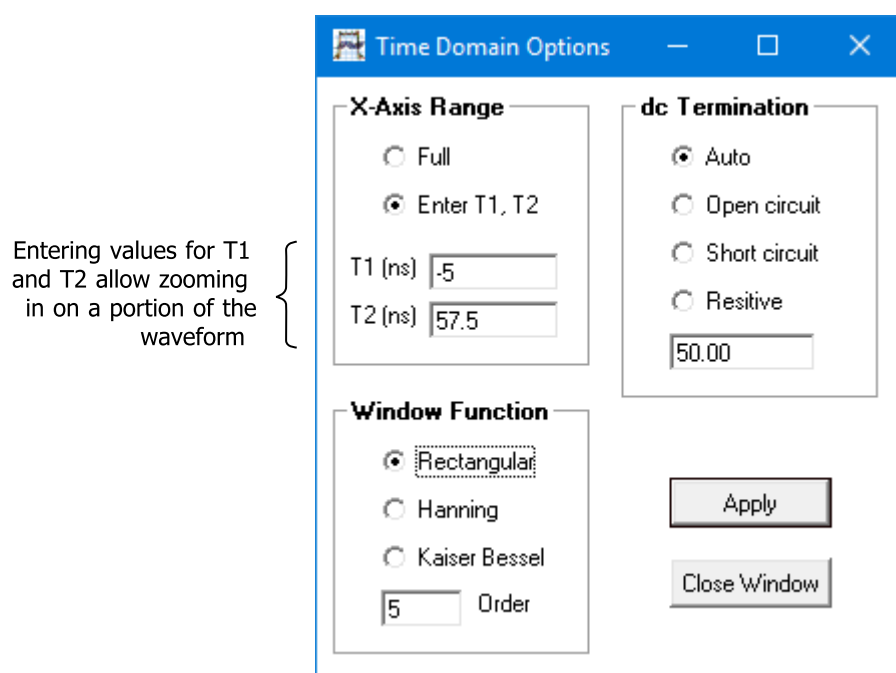 Time Domain Options
X-Axis Range
Full
Enter T1, T2
T1 (ns) -5
T2 (ns) 57.5
Entering values for T1
and T2 allow zooming
in on a portion of the
waveform
dc Termination
Auto
Open circuit
Short circuit
Resitive
50.00
Window Function
Rectangular
Hanning
Kaiser Bessel
5 Order
Apply
Close Window